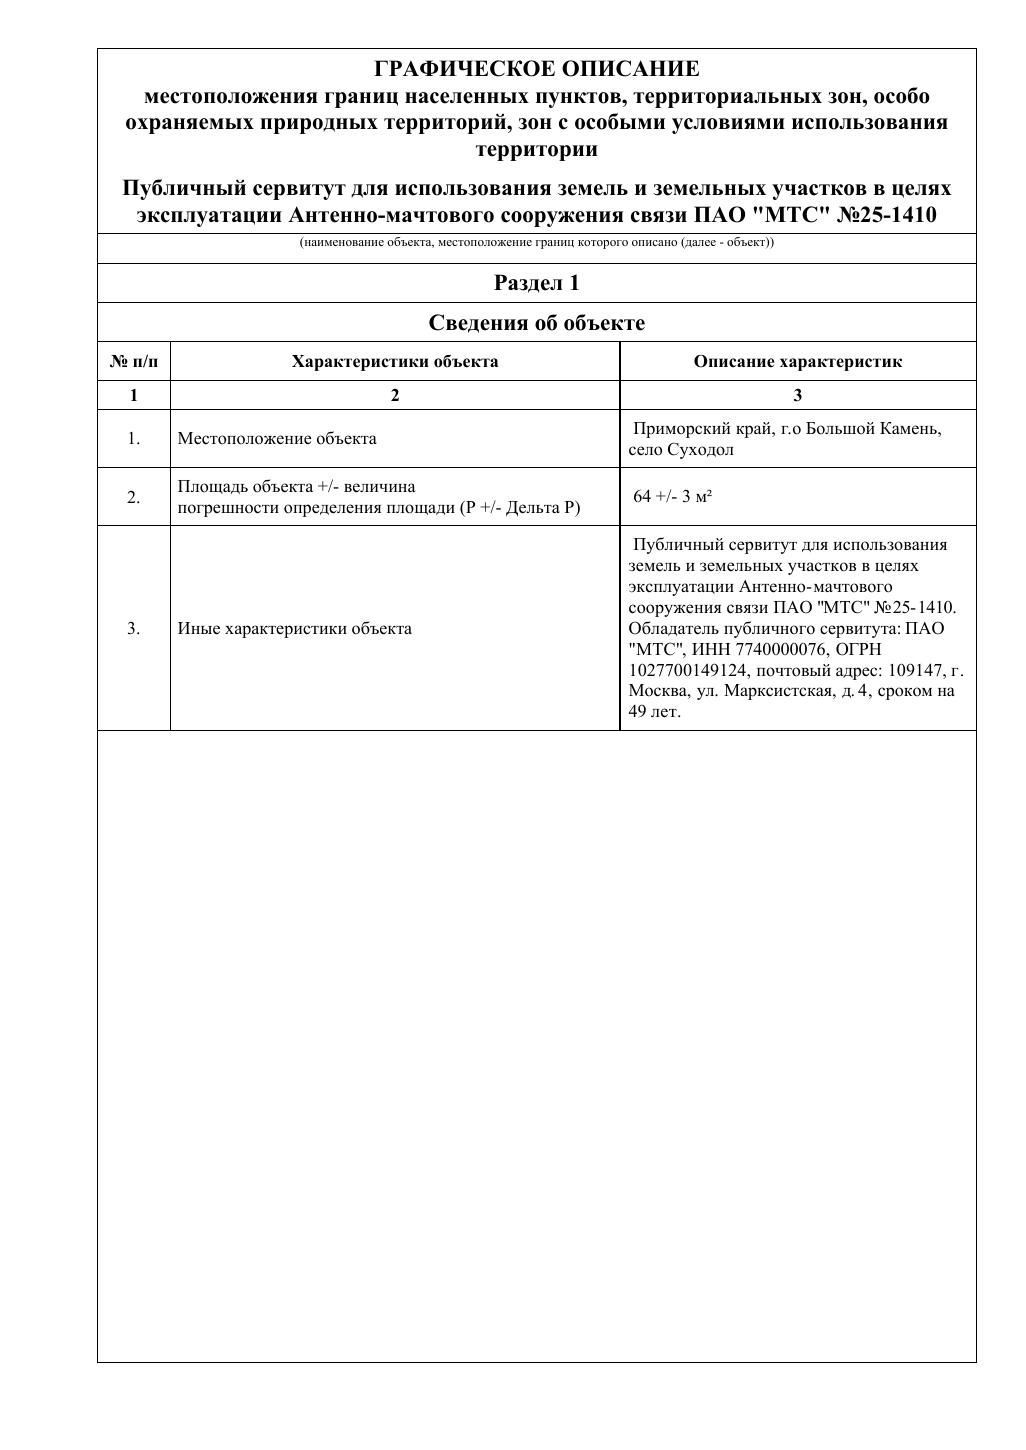 ГРАФИЧЕСКОЕ ОПИСАНИЕ
местоположения границ населенных пунктов, территориальных зон, особо
охраняемых природных территорий, зон с особыми условиями использования
территории
Публичный сервитут для использования земель и земельных участков в целях
эксплуатации Антенно-мачтового сооружения связи ПАО "МТС" №25-1410
(наименование объекта, местоположение границ которого описано (далее - объект))
Раздел 1
Сведения об объекте
№ п/п Характеристики объекта Описание характеристик
1 2 3
1. Местоположение объекта Приморский край, г.о Большой Камень,
село Суходол
2. Площадь объекта +/- величина
погрешности определения площади (P +/- Дельта P) 64 +/- 3 м²
3. Иные характеристики объекта Публичный сервитут для использования
земель и земельных участков в целях
эксплуатации Антенно-мачтового
сооружения связи ПАО "МТС" №25-1410.
Обладатель публичного сервитута: ПАО
"МТС", ИНН 7740000076, ОГРН
1027700149124, почтовый адрес: 109147, г.
Москва, ул. Марксистская, д. 4, сроком на
49 лет.